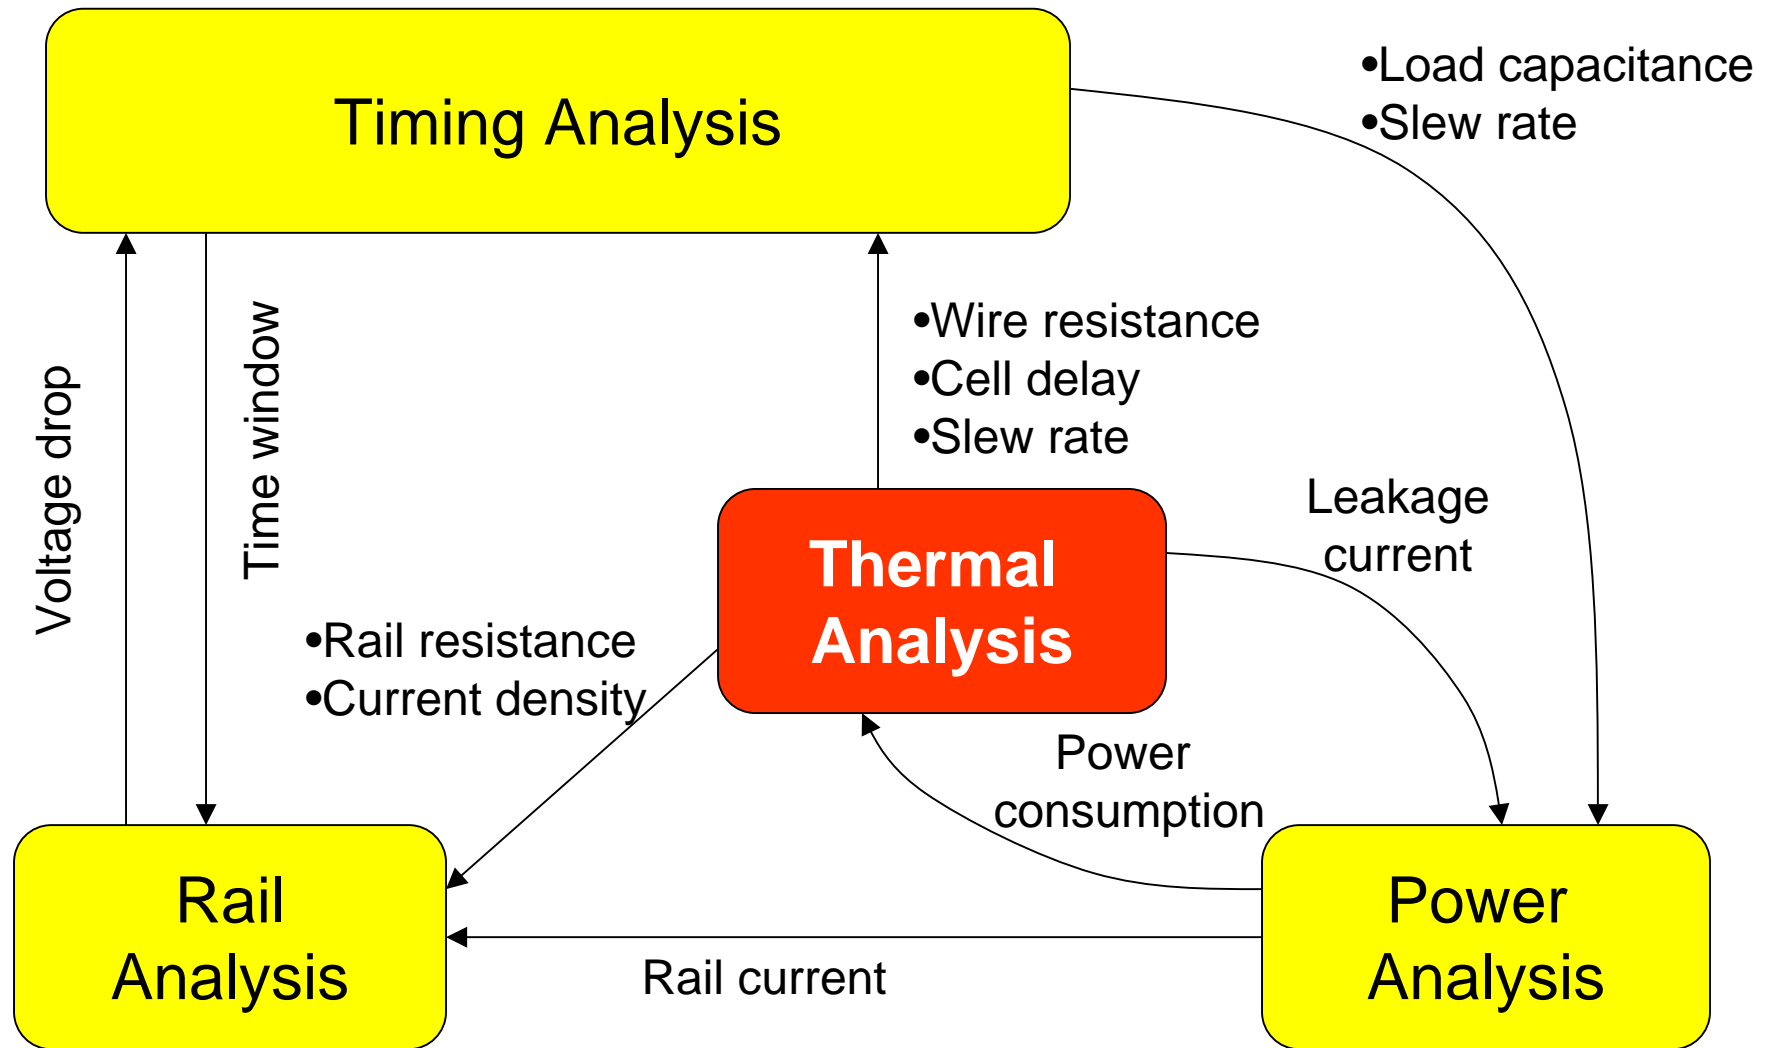 Timing Analysis
•Load capacitance
•Slew rate
Voltage drop
Time window
•Wire resistance
•Cell delay
•Slew rate
Leakage
current
Thermal
Analysis
•Rail resistance
•Current density
Power
consumption
Rail
Analysis
Rail current
Power
Analysis